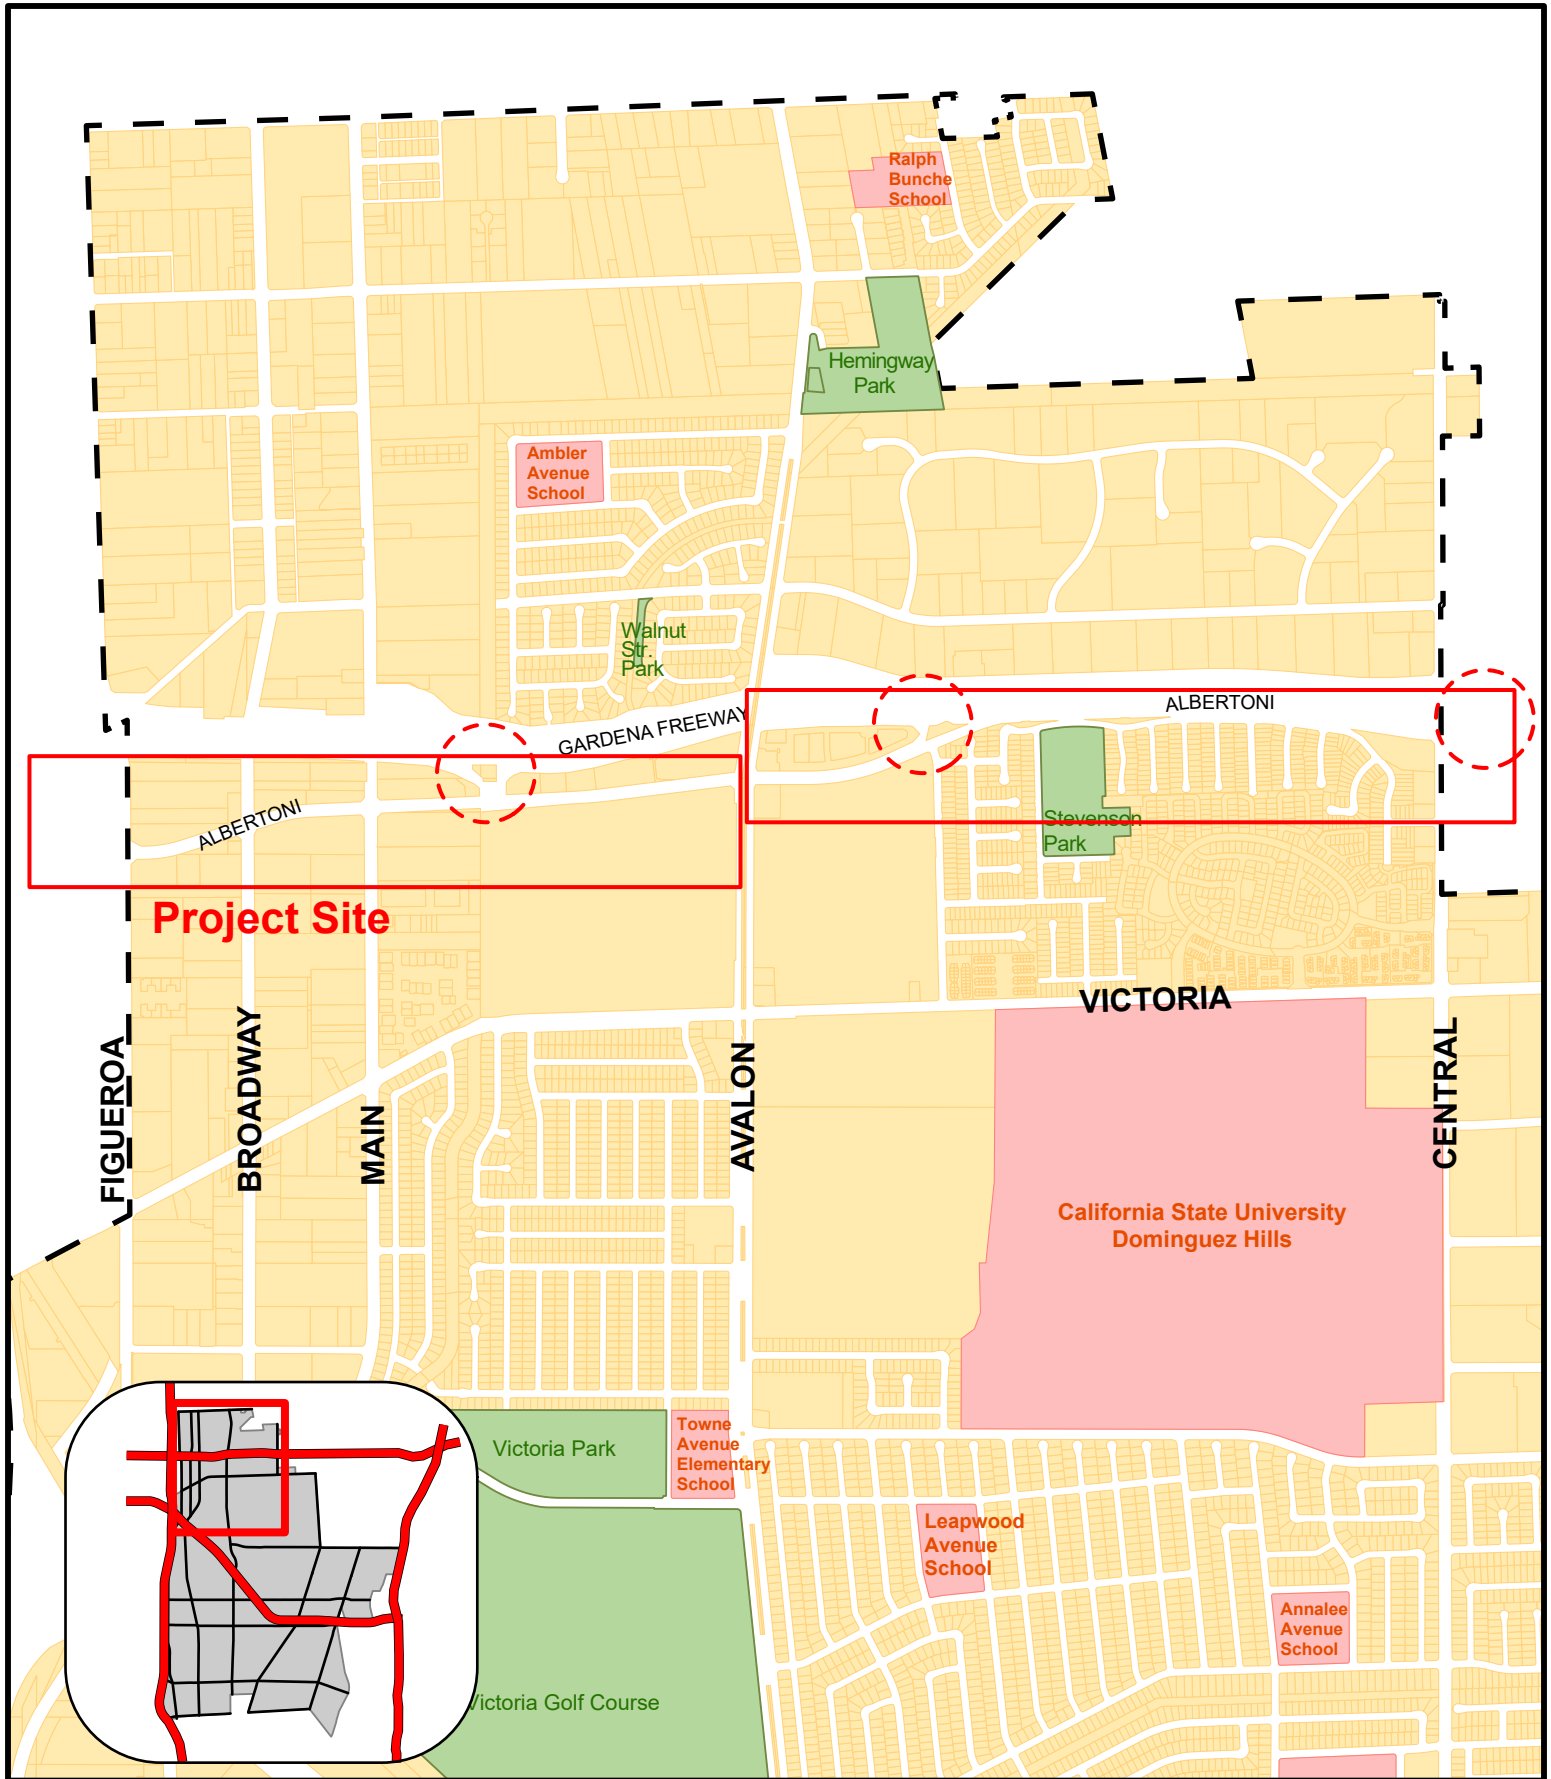 Ralph
Bunche
School
Hemingway
Park
Ambler
Avenue
School
Walnut
Str.
Park
GARDENA FREEWAY
ALBERTONI
ALBERTONI
Stevenson
Park
Project Site
VICTORIA
FIGUEROA
BROADWAY
MAIN
AVALON
CENTRAL
California State University
Dominguez Hills
Victoria Park
Towne
Avenue
Elementary
School
Leapwood
Avenue
School
Annalee
Avenue
School
Victoria Golf Course